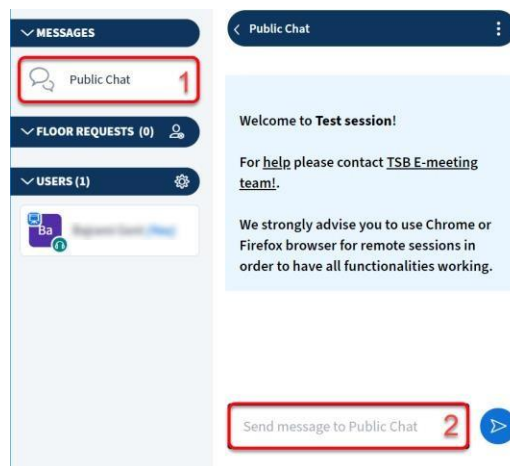 MESSAGES
Public Chat
1
FLOOR REQUESTS (0)
USERS (1)
Ba
Public Chat
Welcome to Test session!
For help please contact TSB E-meeting
team!.
We strongly advise you to use Chrome or
Firefox browser for remote sessions in
order to have all functionalities working.
Send message to Public Chat
2